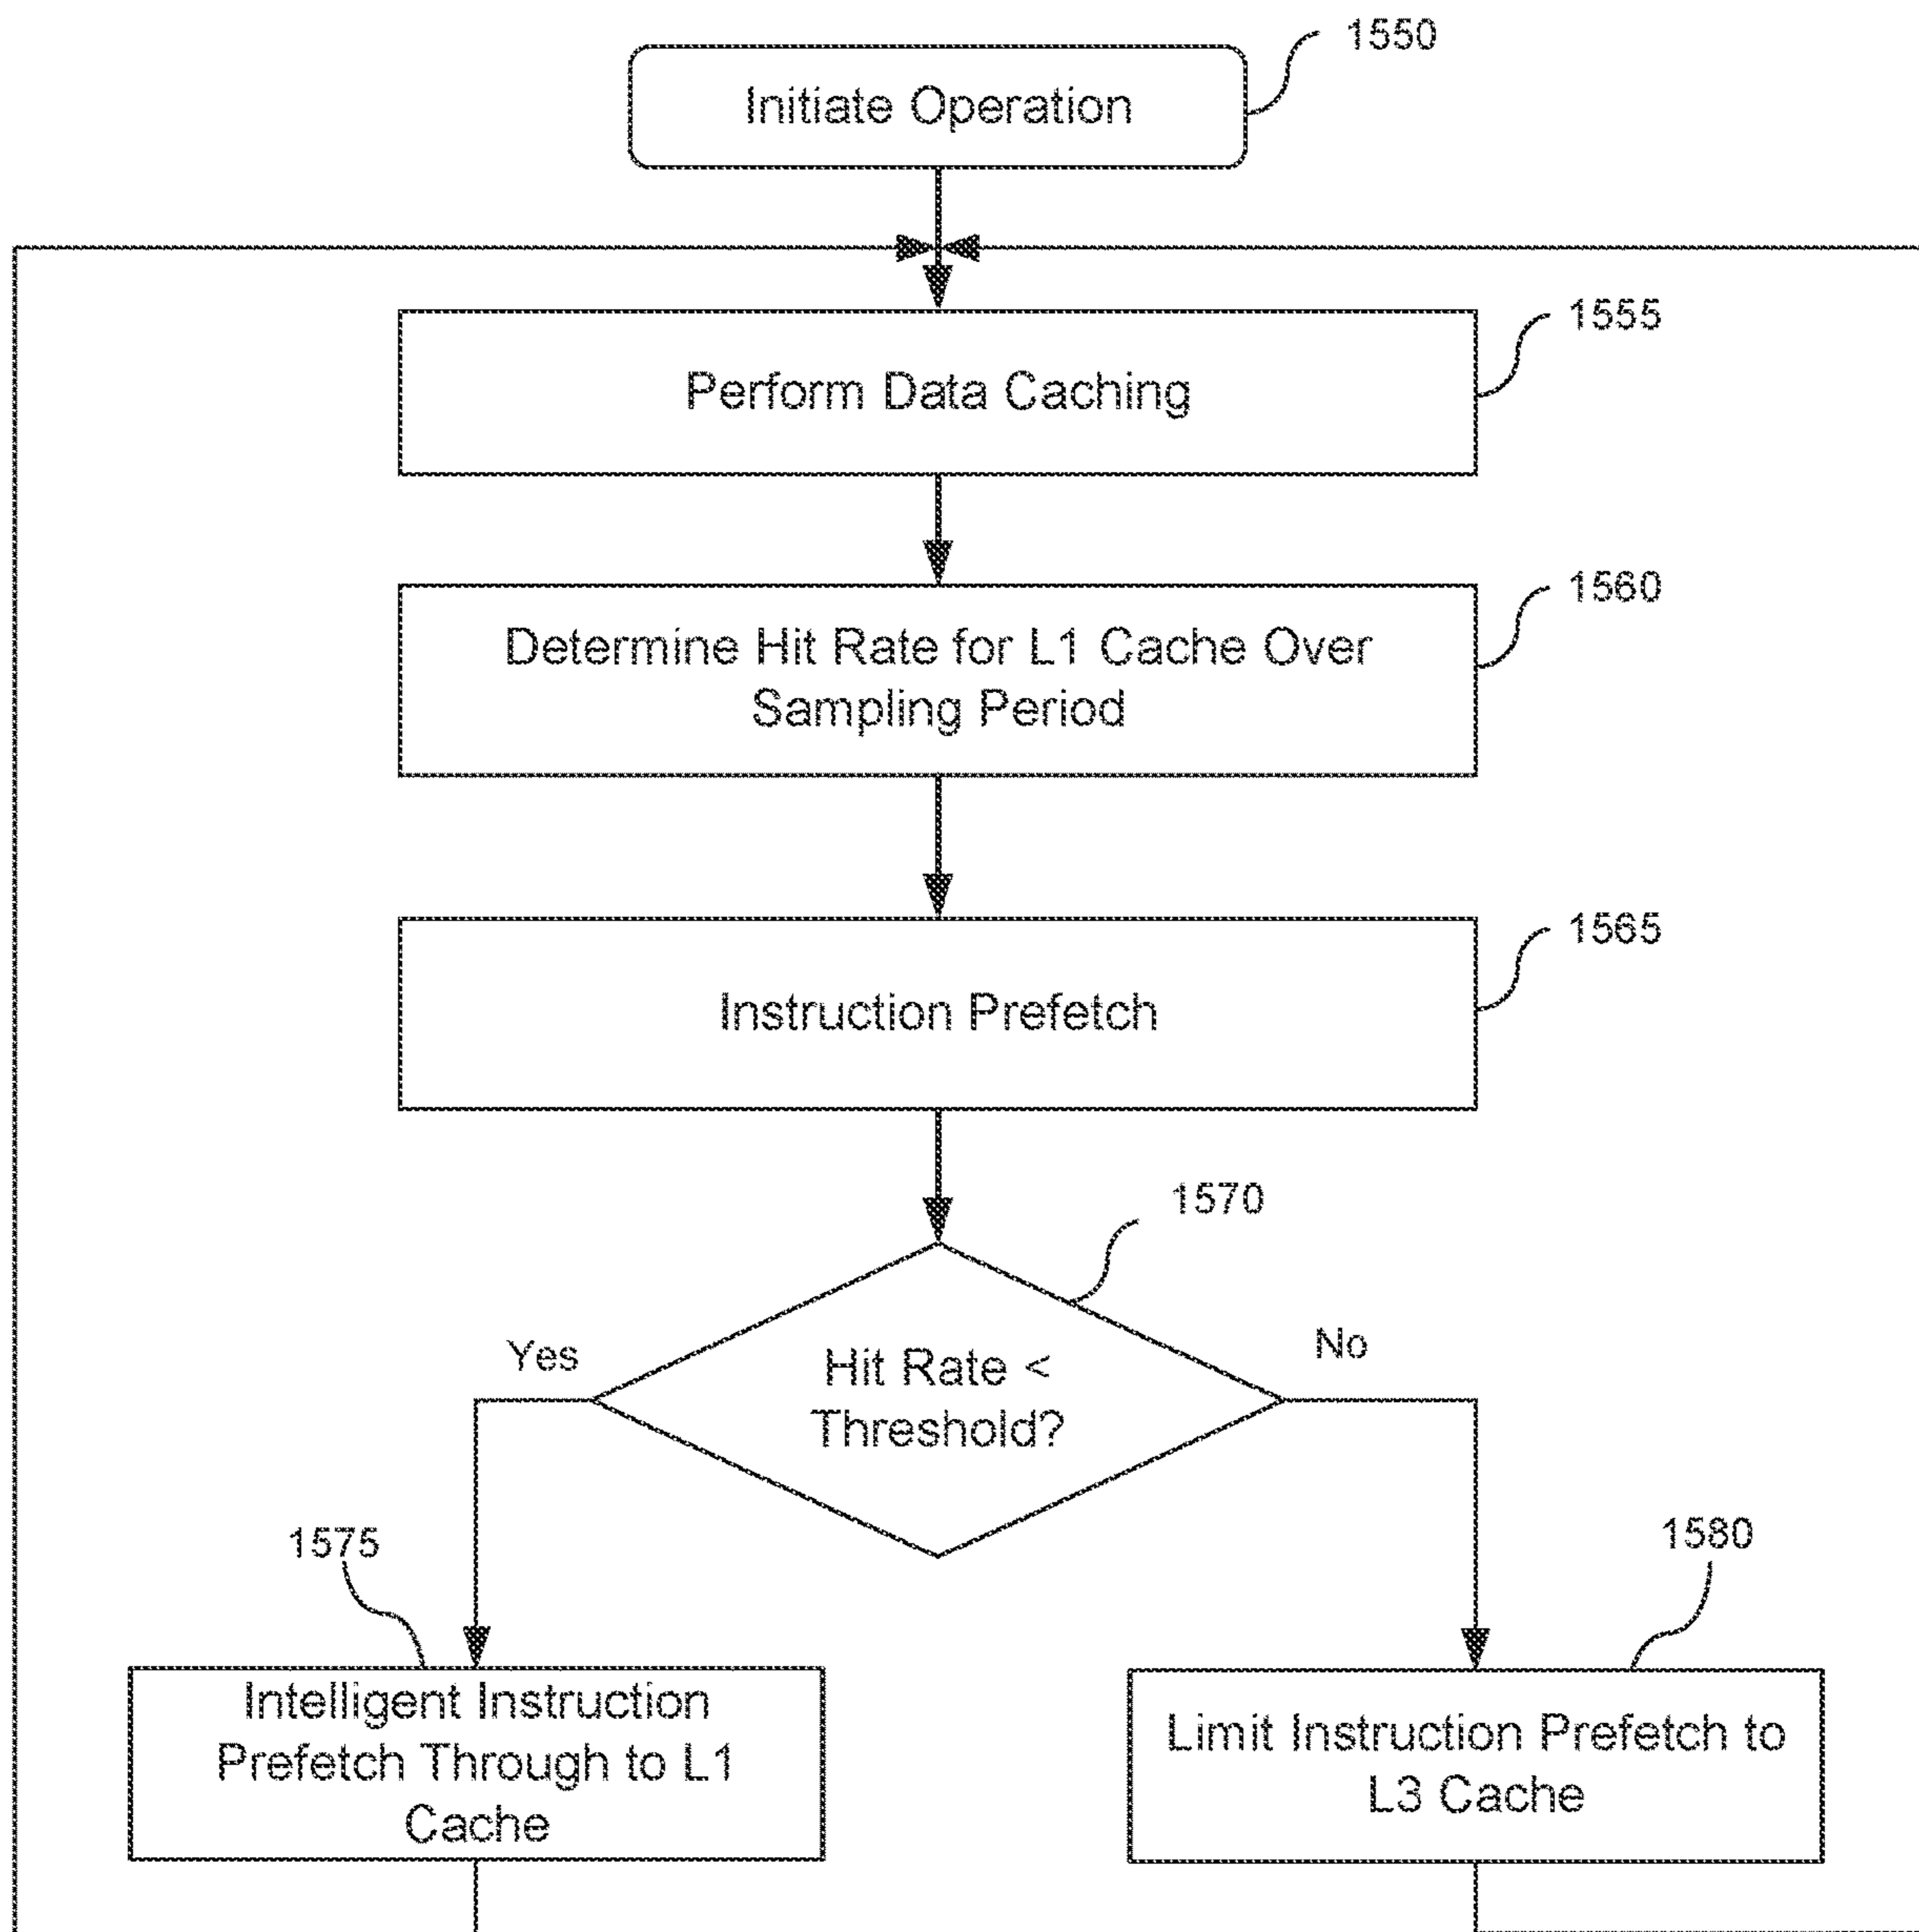 1550
Initiate Operation
1555
Perform Data Caching
1560
Determine Hit Rate for L1 Cache Over
Sampling Period
1565
Instruction Prefetch
1570
Yes
No
Hit Rate <
Threshold?
1575
1580
Intelligent Instruction
Prefetch Through to L1
Cache
Limit Instruction Prefetch to
L3 Cache